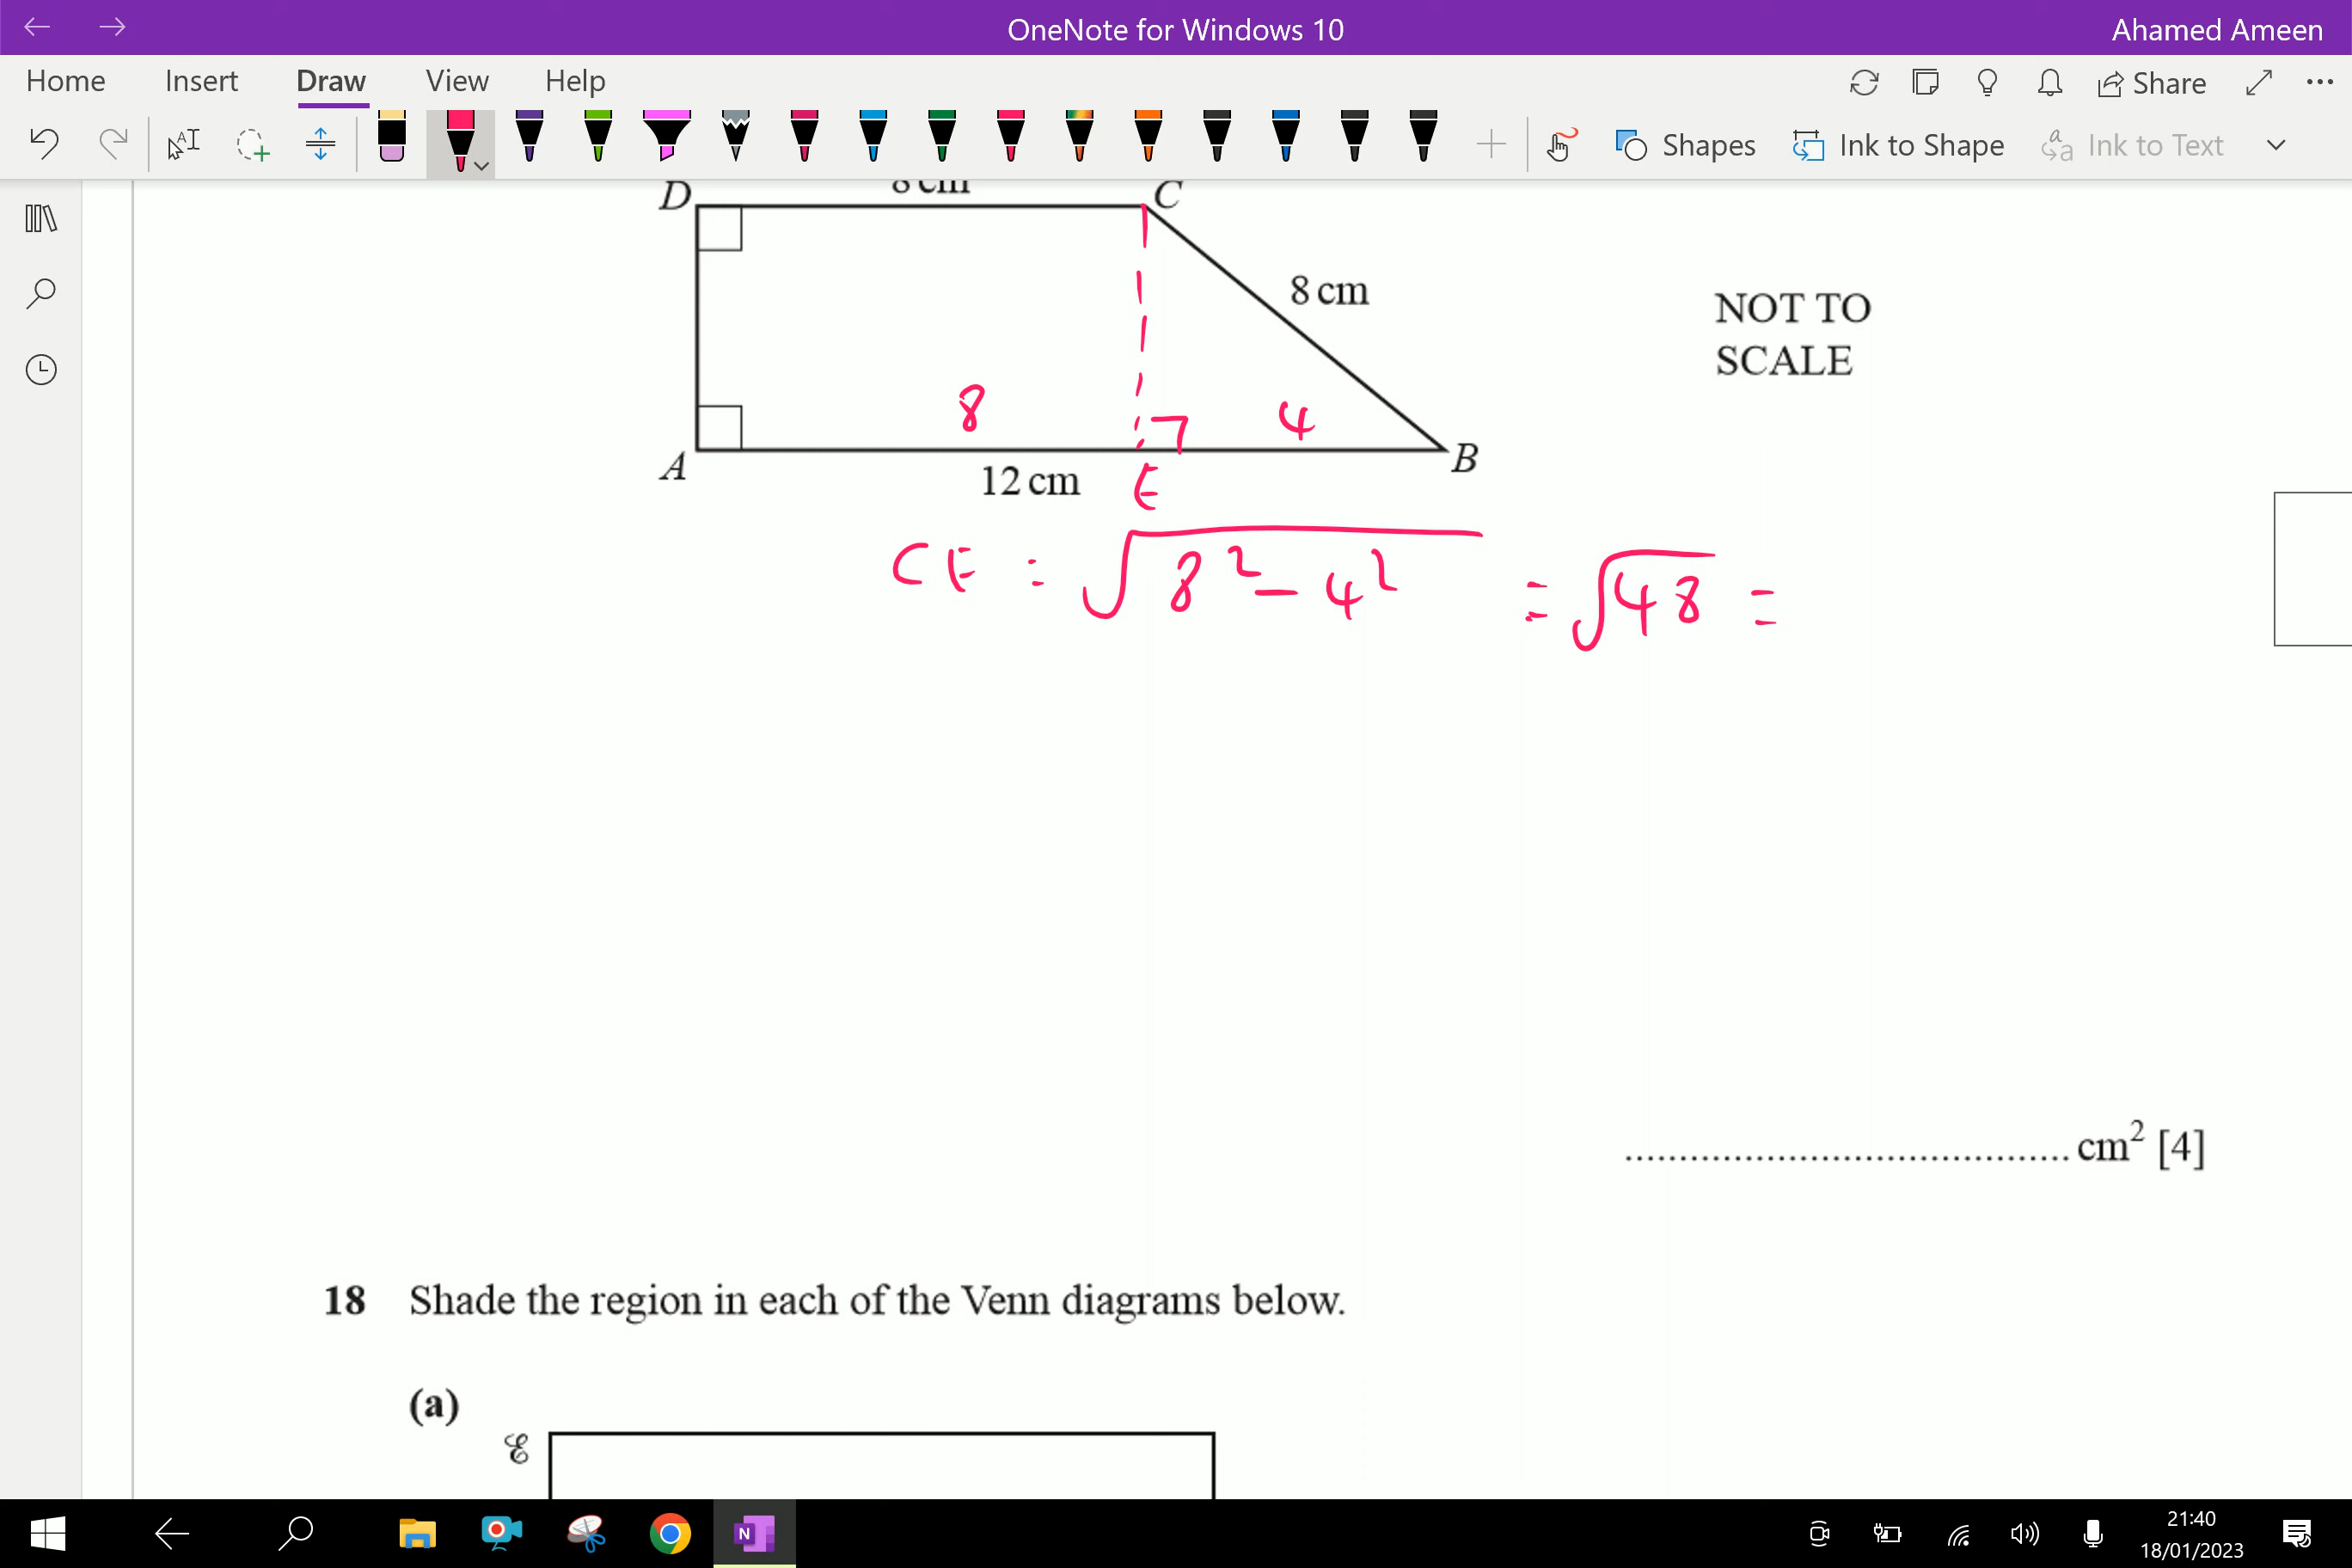 OneNote for Windows 10
Ahamed Ameen
Home Insert Draw View Help
Share
Shapes Ink to Shape Ink to Text
8 cm
D C
8 cm
NOT TO
SCALE
8 4
A B
12 cm E
CE = √8² - 4² = √48 =
........................................ cm² [4]
18 Shade the region in each of the Venn diagrams below.
(a)
ℰ
21:40
18/01/2023